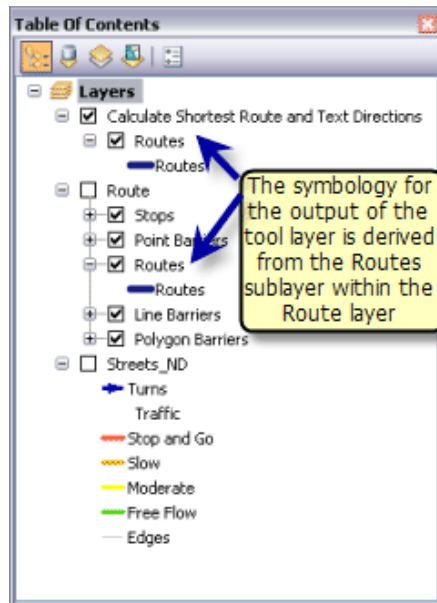 Table Of Contents
Layers
Calculate Shortest Route and Text Directions
Routes
Routes
Route
Stops
Point Barriers
Routes
Routes
Line Barriers
Polygon Barriers
Streets_ND
Turns
Traffic
Stop and Go
Slow
Moderate
Free Flow
Edges
The symbology for
the output of the
tool layer is derived
from the Routes
sublayer within the
Route layer